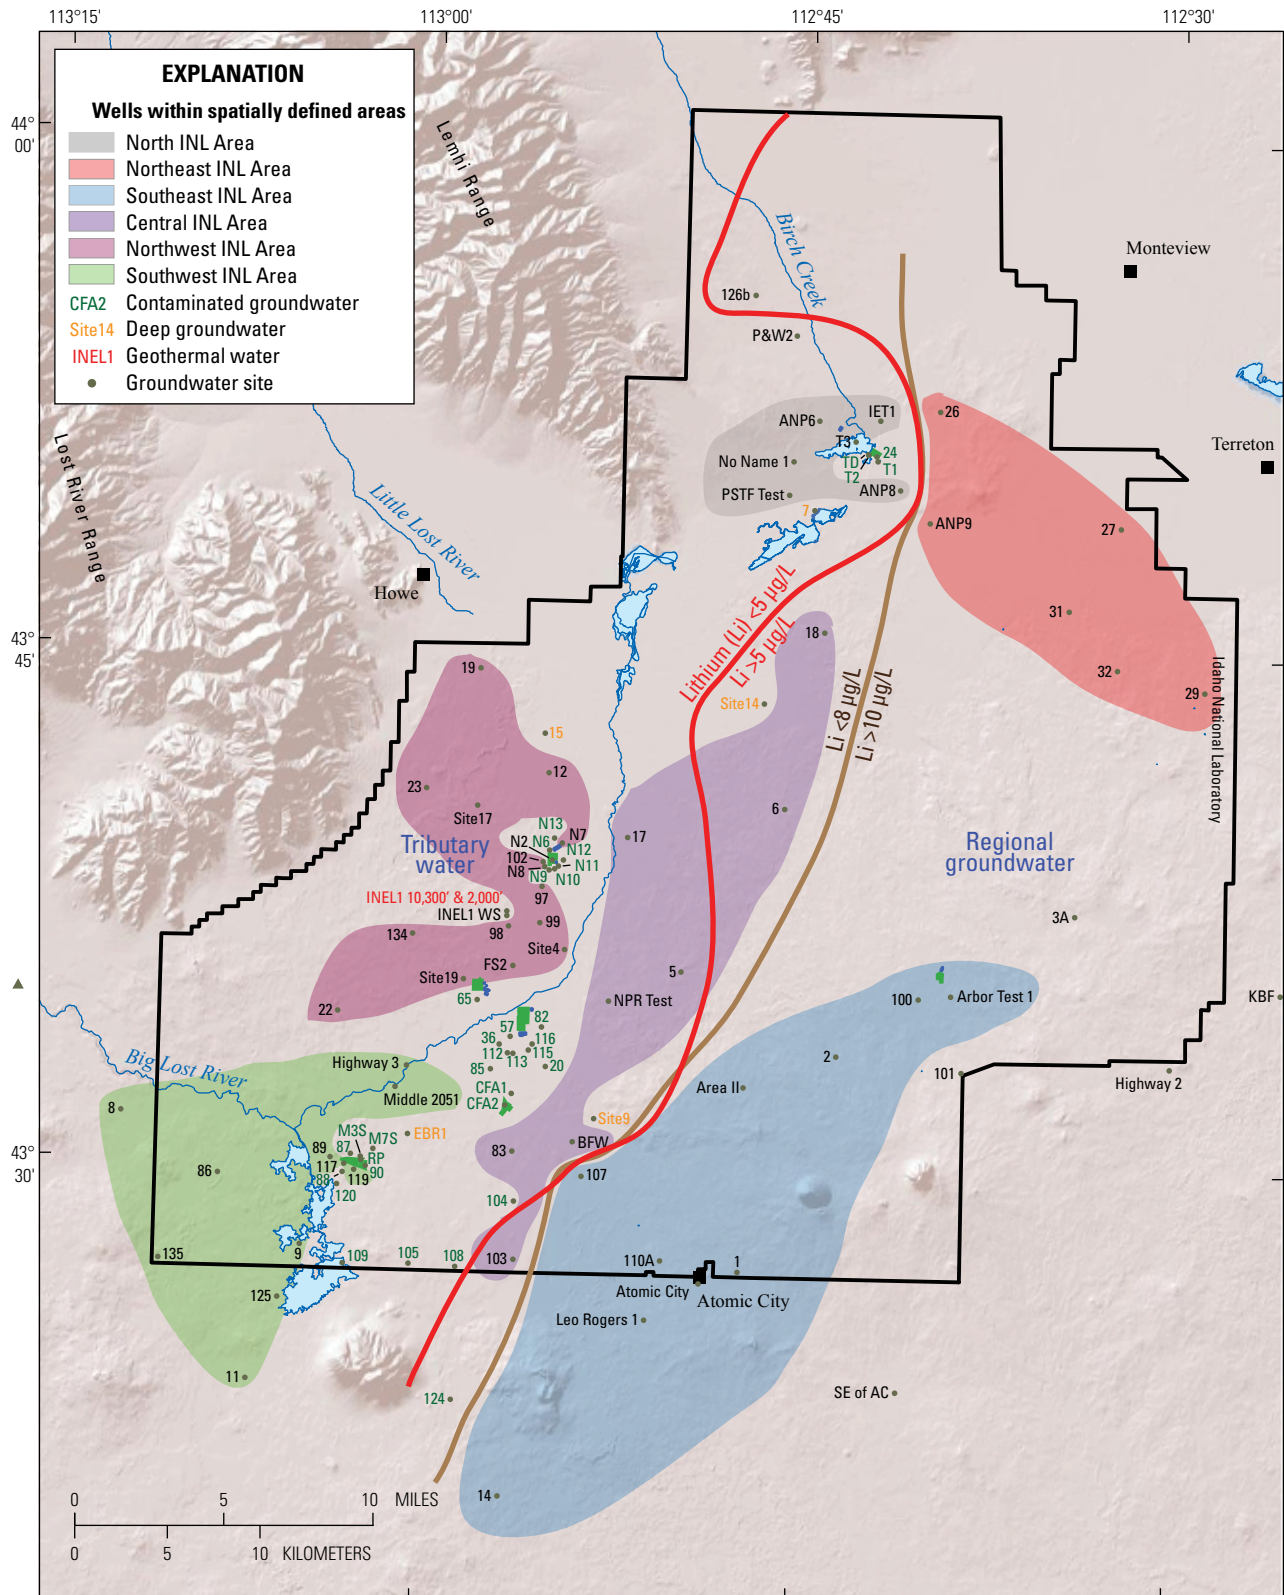 113°15'
113°00'
112°45'
112°30'
EXPLANATION
Wells within spatially defined areas
North INL Area
Northeast INL Area
Southeast INL Area
Central INL Area
Northwest INL Area
Southwest INL Area
CFA2 Contaminated groundwater
Site14 Deep groundwater
INEL1 Geothermal water
Groundwater site
44°
00'
Lemhi Range
Birch Creek
Monteview
126b
P&W2
Lost River Range
ANP6
IET1
26
T3
24
Terreton
No Name 1
TD
T1
T2
PSTF Test
ANP8
7
ANP9
27
Little Lost River
Howe
Lithium (Li) <5 µg/L
Li >5 µg/L
31
43°
45'
18
19
32
29
Idaho National Laboratory
Site14
15
Li <8 µg/L
Li >10 µg/L
12
23
Site17
6
N13
17
Tributary
water
N2
N6
N7
N12
102
N8
N11
N9
N10
Regional
groundwater
97
INEL1 10,300' & 2,000'
INEL1 WS
99
3A
134
98
Site4
FS2
Site19
5
65
NPR Test
100
Arbor Test 1
KBF
22
82
57
36
116
Big Lost River
Highway 3
112
113
115
2
85
20
101
Highway 2
Middle 2051
CFA1
Area II
CFA2
8
Site9
EBR1
M3S
M7S
43°
30'
89
87
RP
83
BFW
86
117
90
88
119
107
120
104
9
135
109
105
108
103
110A
1
125
Atomic City
Atomic City
Leo Rogers 1
11
124
SE of AC
14
0
5
10
MILES
0
5
10
KILOMETERS